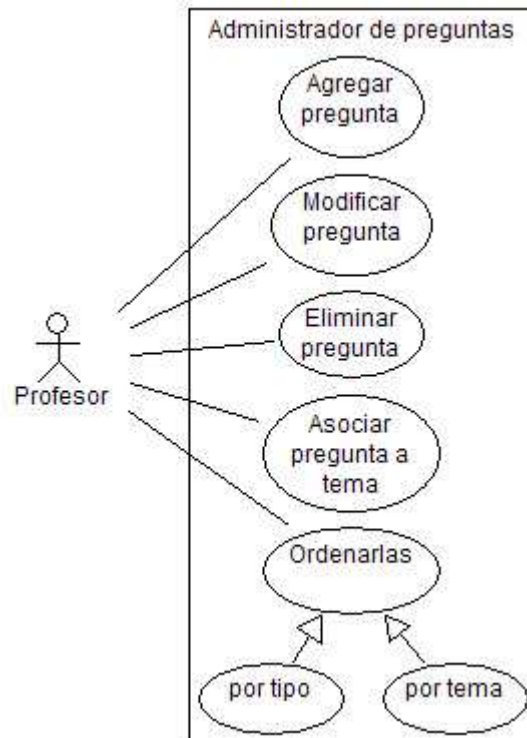 Administrador de preguntas
Agregar
pregunta
Modificar
pregunta
Eliminar
pregunta
Profesor
Asociar
pregunta a
tema
Ordenarlas
por tipo
por tema